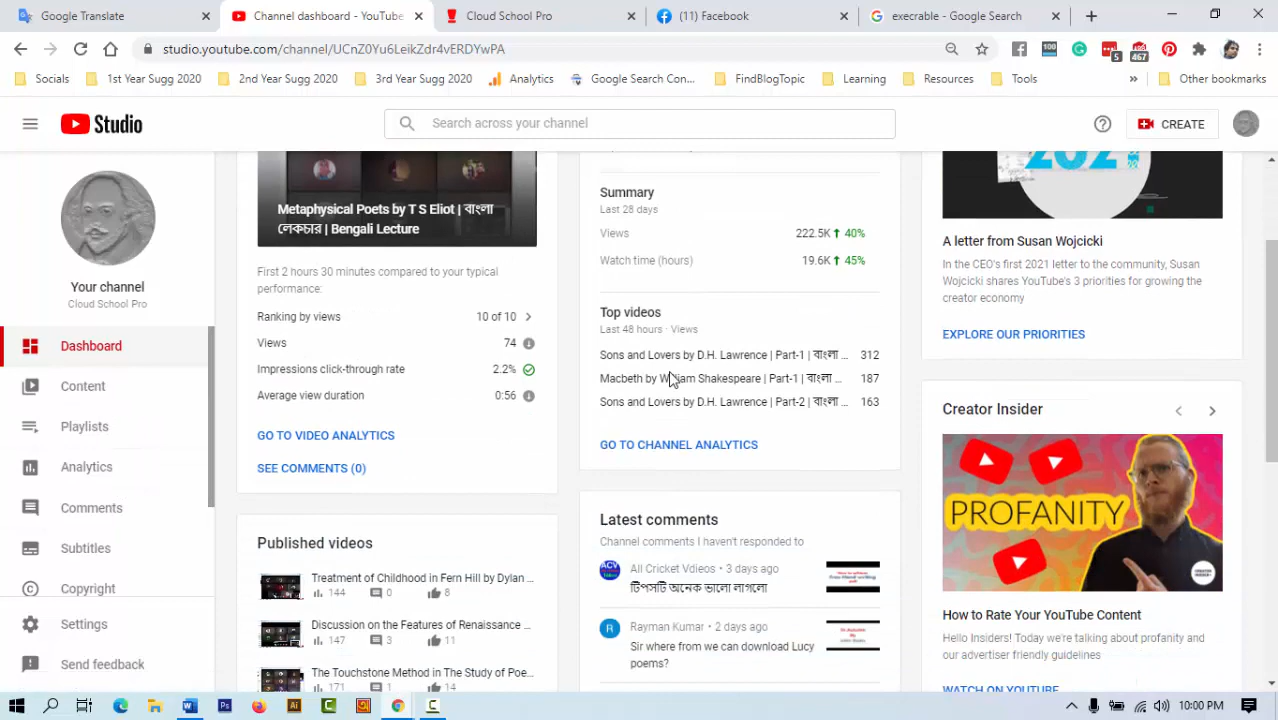 Google Translate
Channel dashboard - YouTube
Cloud School Pro
(11) Facebook
execrable - Google Search
studio.youtube.com/channel/UCnZ0Yu6LeikZdr4vERDYwPA
100
5
467
Socials
1st Year Sugg 2020
2nd Year Sugg 2020
3rd Year Sugg 2020
Analytics
Google Search Con...
FindBlogTopic
Learning
Resources
Tools
Other bookmarks
Studio
Search across your channel
CREATE
Your channel
Cloud School Pro
Dashboard
Content
Playlists
Analytics
Comments
Subtitles
Copyright
Settings
Send feedback
Metaphysical Poets by T S Eliot | বাংলা
লেকচার | Bengali Lecture
First 2 hours 30 minutes compared to your typical
performance:
Ranking by views 10 of 10
Views 74
Impressions click-through rate 2.2%
Average view duration 0:56
GO TO VIDEO ANALYTICS
SEE COMMENTS (0)
Published videos
Treatment of Childhood in Fern Hill by Dylan ...
144 0 8
Discussion on the Features of Renaissance ...
147 3 11
The Touchstone Method in The Study of Poe...
171 1 14
Summary
Last 28 days
Views 222.5K 40%
Watch time (hours) 19.6K 45%
Top videos
Last 48 hours · Views
Sons and Lovers by D.H. Lawrence | Part-1 | বাংলা ... 312
Macbeth by William Shakespeare | Part-1 | বাংলা ... 187
Sons and Lovers by D.H. Lawrence | Part-2 | বাংলা ... 163
GO TO CHANNEL ANALYTICS
Latest comments
Channel comments I haven't responded to
ACV
All Cricket Vdieos • 3 days ago
টিপসটি অনেক ভালো লাগলো
R
Rayman Kumar • 2 days ago
Sir where from we can download Lucy
poems?
A letter from Susan Wojcicki
In the CEO's first 2021 letter to the community, Susan
Wojcicki shares YouTube's 3 priorities for growing the
creator economy
EXPLORE OUR PRIORITIES
Creator Insider
PROFANITY
How to Rate Your YouTube Content
Hello Insiders! Today we're talking about profanity and
our advertiser friendly guidelines
WATCH ON YOUTUBE
10:00 PM